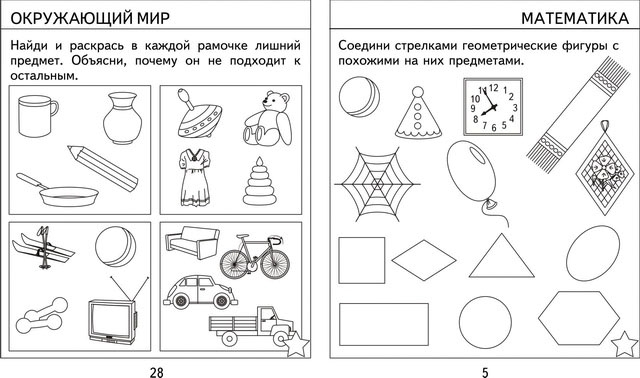 ОКРУЖАЮЩИЙ МИР
Найди и раскрась в каждой рамочке лишний
предмет. Объясни, почему он не подходит к
остальным.
28
МАТЕМАТИКА
Соедини стрелками геометрические фигуры с
похожими на них предметами.
11 12 1
10 2
9 3
8 4
7 6 5
5